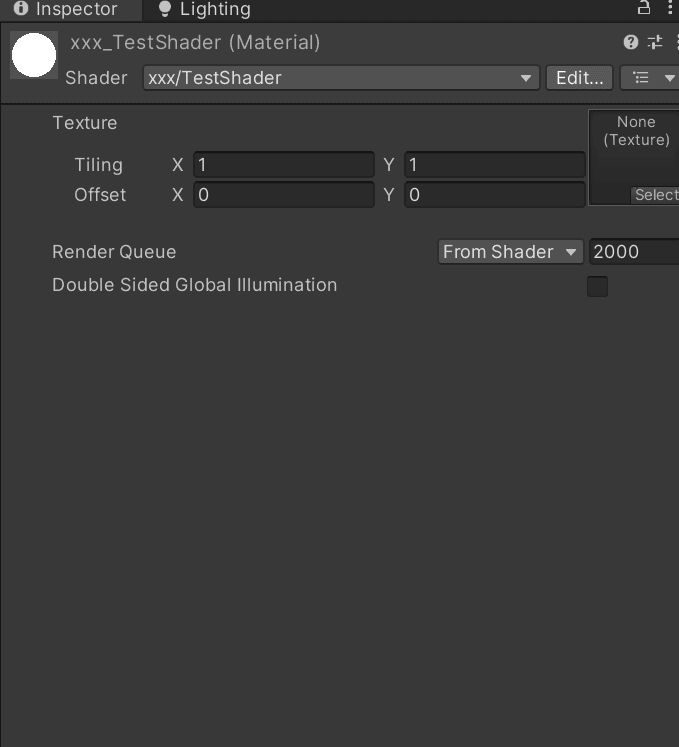 Inspector Lighting
xxx_TestShader (Material)
Shader xxx/TestShader Edit...
Texture
None
(Texture)
Tiling X 1 Y 1
Offset X 0 Y 0
Select
Render Queue From Shader 2000
Double Sided Global Illumination